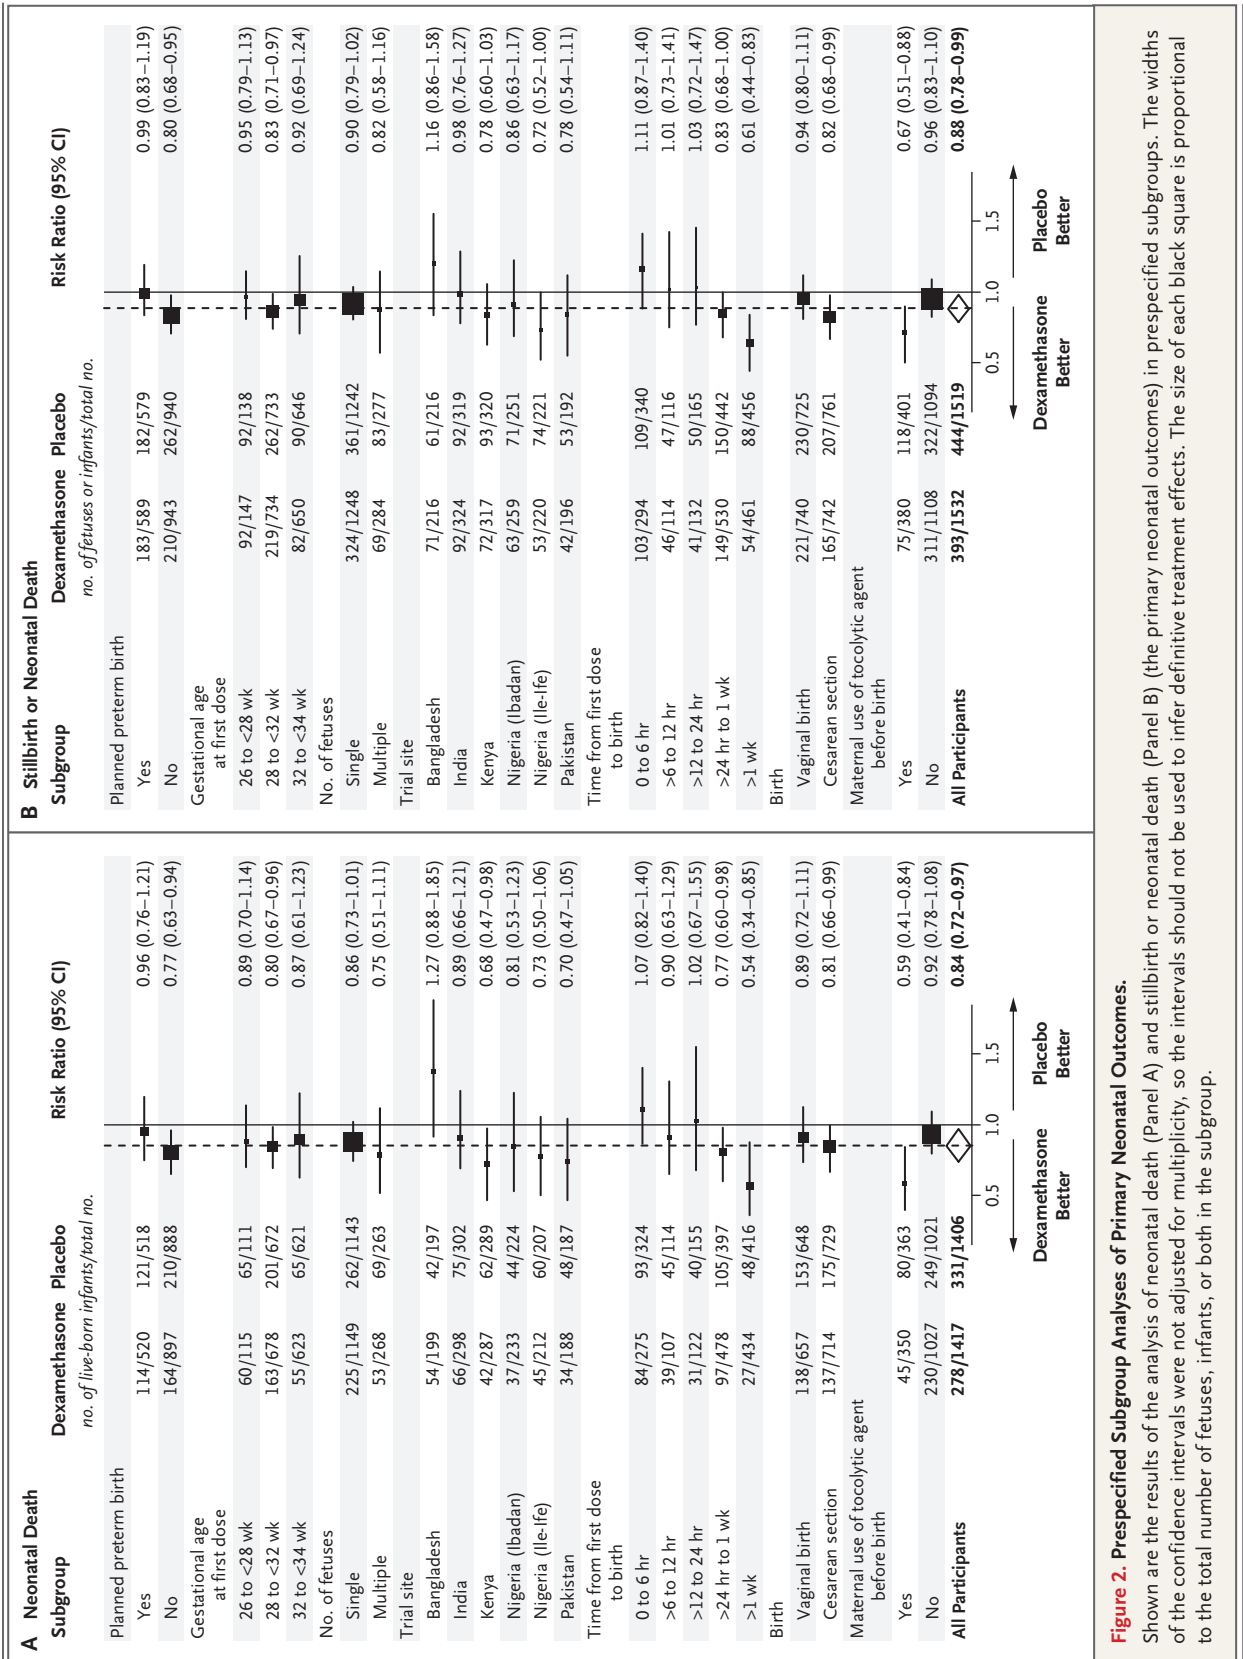 A Neonatal Death
Subgroup Dexamethasone Placebo Risk Ratio (95% CI)
no. of live-born infants/total no.
Planned preterm birth
Yes 114/520 121/518 0.96 (0.76–1.21)
No 164/897 210/888 0.77 (0.63–0.94)
Gestational age
at first dose
26 to <28 wk 60/115 65/111 0.89 (0.70–1.14)
28 to <32 wk 163/678 201/672 0.80 (0.67–0.96)
32 to <34 wk 55/623 65/621 0.87 (0.61–1.23)
No. of fetuses
Single 225/1149 262/1143 0.86 (0.73–1.01)
Multiple 53/268 69/263 0.75 (0.51–1.11)
Trial site
Bangladesh 54/199 42/197 1.27 (0.88–1.85)
India 66/298 75/302 0.89 (0.66–1.21)
Kenya 42/287 62/289 0.68 (0.47–0.98)
Nigeria (Ibadan) 37/233 44/224 0.81 (0.53–1.23)
Nigeria (Ile-Ife) 45/212 60/207 0.73 (0.50–1.06)
Pakistan 34/188 48/187 0.70 (0.47–1.05)
Time from first dose
to birth
0 to 6 hr 84/275 93/324 1.07 (0.82–1.40)
>6 to 12 hr 39/107 45/114 0.90 (0.63–1.29)
>12 to 24 hr 31/122 40/155 1.02 (0.67–1.55)
>24 hr to 1 wk 97/478 105/397 0.77 (0.60–0.98)
>1 wk 27/434 48/416 0.54 (0.34–0.85)
Birth
Vaginal birth 138/657 153/648 0.89 (0.72–1.11)
Cesarean section 137/714 175/729 0.81 (0.66–0.99)
Maternal use of tocolytic agent
before birth
Yes 45/350 80/363 0.59 (0.41–0.84)
No 230/1027 249/1021 0.92 (0.78–1.08)
All Participants 278/1417 331/1406 0.84 (0.72–0.97)
0.5 1.0 1.5
Dexamethasone Placebo
Better Better
B Stillbirth or Neonatal Death
Subgroup Dexamethasone Placebo Risk Ratio (95% CI)
no. of fetuses or infants/total no.
Planned preterm birth
Yes 183/589 182/579 0.99 (0.83–1.19)
No 210/943 262/940 0.80 (0.68–0.95)
Gestational age
at first dose
26 to <28 wk 92/147 92/138 0.95 (0.79–1.13)
28 to <32 wk 219/734 262/733 0.83 (0.71–0.97)
32 to <34 wk 82/650 90/646 0.92 (0.69–1.24)
No. of fetuses
Single 324/1248 361/1242 0.90 (0.79–1.02)
Multiple 69/284 83/277 0.82 (0.58–1.16)
Trial site
Bangladesh 71/216 61/216 1.16 (0.86–1.58)
India 92/324 92/319 0.98 (0.76–1.27)
Kenya 72/317 93/320 0.78 (0.60–1.03)
Nigeria (Ibadan) 63/259 71/251 0.86 (0.63–1.17)
Nigeria (Ile-Ife) 53/220 74/221 0.72 (0.52–1.00)
Pakistan 42/196 53/192 0.78 (0.54–1.11)
Time from first dose
to birth
0 to 6 hr 103/294 109/340 1.11 (0.87–1.40)
>6 to 12 hr 46/114 47/116 1.01 (0.73–1.41)
>12 to 24 hr 41/132 50/165 1.03 (0.72–1.47)
>24 hr to 1 wk 149/530 150/442 0.83 (0.68–1.00)
>1 wk 54/461 88/456 0.61 (0.44–0.83)
Birth
Vaginal birth 221/740 230/725 0.94 (0.80–1.11)
Cesarean section 165/742 207/761 0.82 (0.68–0.99)
Maternal use of tocolytic agent
before birth
Yes 75/380 118/401 0.67 (0.51–0.88)
No 311/1108 322/1094 0.96 (0.83–1.10)
All Participants 393/1532 444/1519 0.88 (0.78–0.99)
0.5 1.0 1.5
Dexamethasone Placebo
Better Better
Figure 2. Prespecified Subgroup Analyses of Primary Neonatal Outcomes.
Shown are the results of the analysis of neonatal death (Panel A) and stillbirth or neonatal death (Panel B) (the primary neonatal outcomes) in prespecified subgroups. The widths
of the confidence intervals were not adjusted for multiplicity, so the intervals should not be used to infer definitive treatment effects. The size of each black square is proportional
to the total number of fetuses, infants, or both in the subgroup.